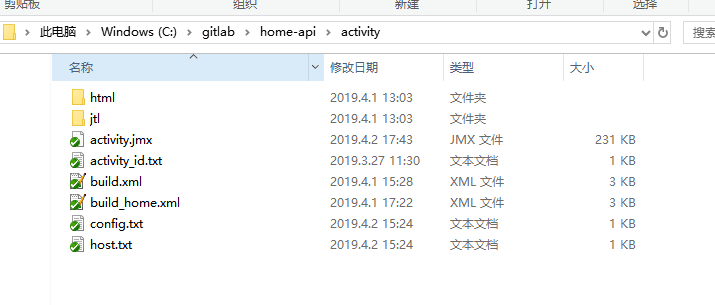 剪贴板 组织 新建 打开 选择
此电脑 › Windows (C:) › gitlab › home-api › activity 搜索
名称 修改日期 类型 大小
html 2019.4.1 13:03 文件夹
jtl 2019.4.1 13:03 文件夹
activity.jmx 2019.4.2 17:43 JMX 文件 231 KB
activity_id.txt 2019.3.27 11:30 文本文档 1 KB
build.xml 2019.4.1 15:28 XML 文件 3 KB
build_home.xml 2019.4.1 17:22 XML 文件 3 KB
config.txt 2019.4.2 15:24 文本文档 1 KB
host.txt 2019.4.2 15:24 文本文档 1 KB